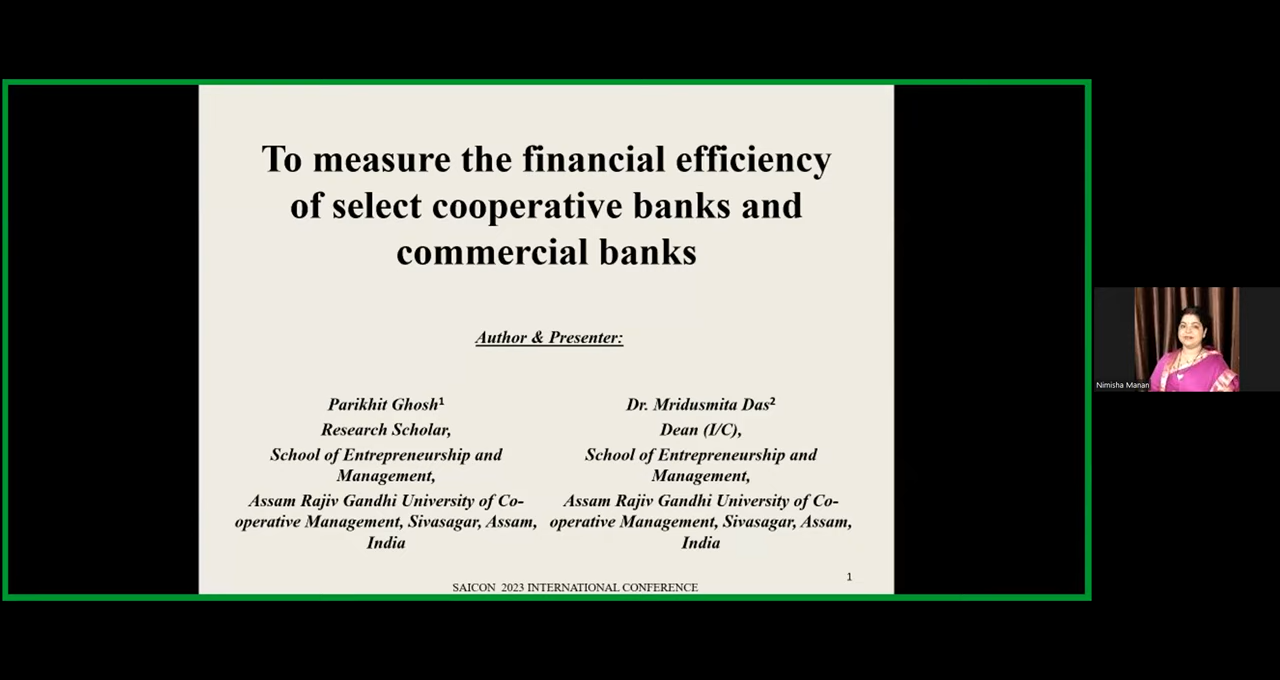 To measure the financial efficiency
of select cooperative banks and
commercial banks
Author & Presenter:
Parikhit Ghosh¹
Research Scholar,
School of Entrepreneurship and
Management,
Assam Rajiv Gandhi University of Co-
operative Management, Sivasagar, Assam,
India
Dr. Mridusmita Das²
Dean (I/C),
School of Entrepreneurship and
Management,
Assam Rajiv Gandhi University of Co-
operative Management, Sivasagar, Assam,
India
1
SAICON 2023 INTERNATIONAL CONFERENCE
Nimisha Manan